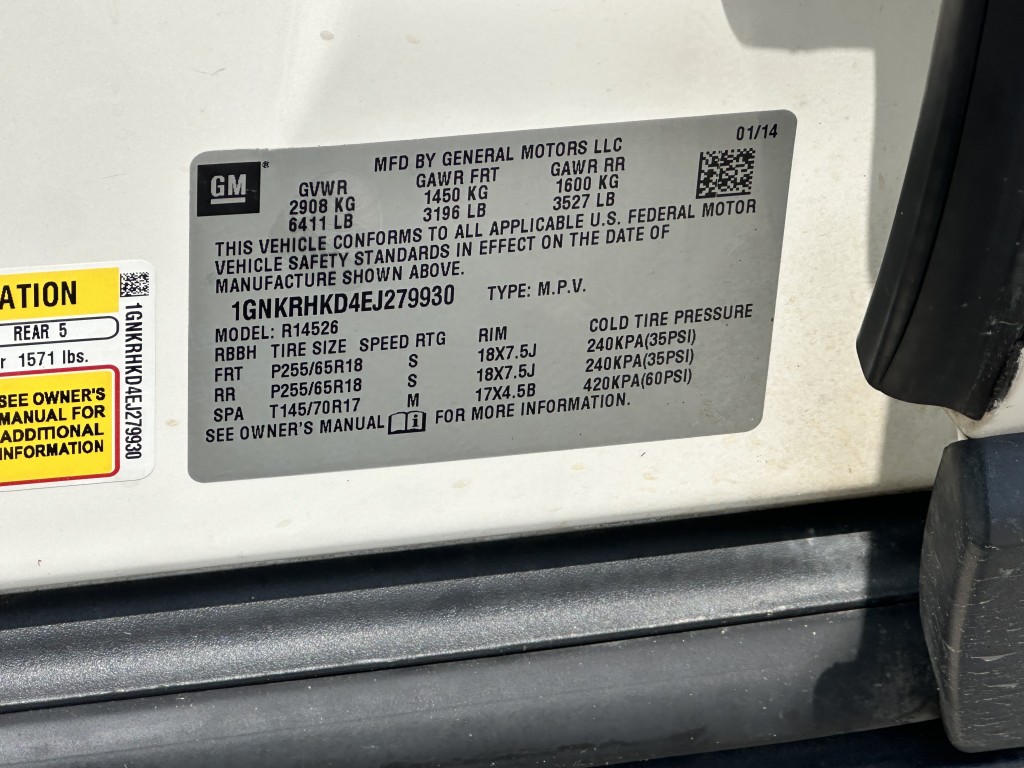 01/14
MFD BY GENERAL MOTORS LLC
GM®
GVWR GAWR FRT GAWR RR
2908 KG 1450 KG 1600 KG
6411 LB 3196 LB 3527 LB
THIS VEHICLE CONFORMS TO ALL APPLICABLE U.S. FEDERAL MOTOR
VEHICLE SAFETY STANDARDS IN EFFECT ON THE DATE OF
MANUFACTURE SHOWN ABOVE.
1GNKRHKD4EJ279930 TYPE: M.P.V.
MODEL: R14526
RBBH TIRE SIZE SPEED RTG RIM COLD TIRE PRESSURE
FRT P255/65R18 S 18X7.5J 240KPA(35PSI)
RR P255/65R18 S 18X7.5J 240KPA(35PSI)
SPA T145/70R17 M 17X4.5B 420KPA(60PSI)
SEE OWNER'S MANUAL FOR MORE INFORMATION.
ATION
REAR 5
r 1571 lbs.
SEE OWNER'S
MANUAL FOR
ADDITIONAL
INFORMATION
1GNKRHKD4EJ279930